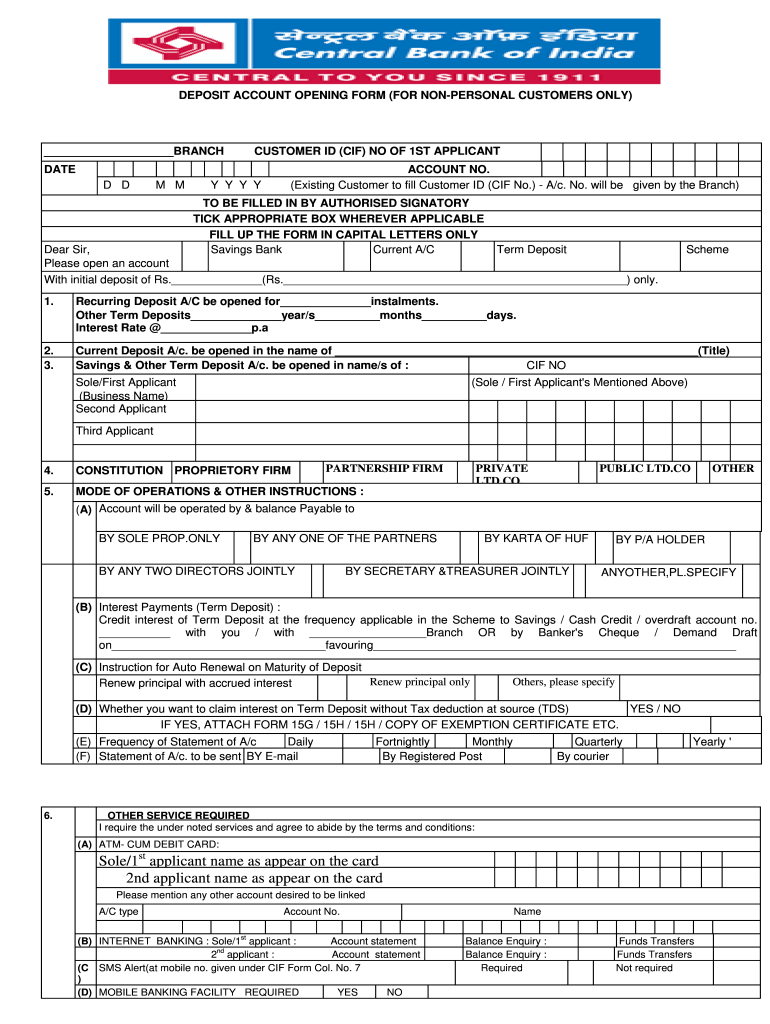 सेन्ट्रल बैंक ऑफ़ इंडिया
Central Bank of India
CENTRAL TO YOU SINCE 1911
DEPOSIT ACCOUNT OPENING FORM (FOR NON-PERSONAL CUSTOMERS ONLY)
____________________BRANCH CUSTOMER ID (CIF) NO OF 1ST APPLICANT
DATE ACCOUNT NO.
D D M M Y Y Y Y (Existing Customer to fill Customer ID (CIF No.) - A/c. No. will be given by the Branch)
TO BE FILLED IN BY AUTHORISED SIGNATORY
TICK APPROPRIATE BOX WHEREVER APPLICABLE
FILL UP THE FORM IN CAPITAL LETTERS ONLY
Dear Sir, Savings Bank Current A/C Term Deposit Scheme
Please open an account
With initial deposit of Rs.______________(Rs.____________________________________________________) only.
1. Recurring Deposit A/C be opened for______________instalments.
Other Term Deposits______________year/s__________months__________days.
Interest Rate @______________p.a
2. Current Deposit A/c. be opened in the name of ________________________________________________________(Title)
3. Savings & Other Term Deposit A/c. be opened in name/s of : CIF NO
Sole/First Applicant (Sole / First Applicant's Mentioned Above)
(Business Name)
Second Applicant
Third Applicant
4. CONSTITUTION PROPRIETORY FIRM PARTNERSHIP FIRM PRIVATE PUBLIC LTD.CO OTHER
LTD.CO
5. MODE OF OPERATIONS & OTHER INSTRUCTIONS :
(A) Account will be operated by & balance Payable to
BY SOLE PROP.ONLY BY ANY ONE OF THE PARTNERS BY KARTA OF HUF BY P/A HOLDER
BY ANY TWO DIRECTORS JOINTLY BY SECRETARY &TREASURER JOINTLY ANYOTHER,PL.SPECIFY
(B) Interest Payments (Term Deposit) :
Credit interest of Term Deposit at the frequency applicable in the Scheme to Savings / Cash Credit / overdraft account no.
___________ with you / with __________________Branch OR by Banker's Cheque / Demand Draft
on_________________________________favouring________________________________________________________
(C) Instruction for Auto Renewal on Maturity of Deposit
Renew principal with accrued interest Renew principal only Others, please specify
(D) Whether you want to claim interest on Term Deposit without Tax deduction at source (TDS) YES / NO
IF YES, ATTACH FORM 15G / 15H / 15H / COPY OF EXEMPTION CERTIFICATE ETC.
(E) Frequency of Statement of A/c Daily Fortnightly Monthly Quarterly Yearly '
(F) Statement of A/c. to be sent BY E-mail By Registered Post By courier
6. OTHER SERVICE REQUIRED
I require the under noted services and agree to abide by the terms and conditions:
(A) ATM- CUM DEBIT CARD:
Sole/1st applicant name as appear on the card
2nd applicant name as appear on the card
Please mention any other account desired to be linked
A/C type Account No. Name
(B) INTERNET BANKING : Sole/1st applicant : Account statement Balance Enquiry : Funds Transfers
2nd applicant : Account statement Balance Enquiry : Funds Transfers
(C SMS Alert(at mobile no. given under CIF Form Col. No. 7 Required Not required
)
(D) MOBILE BANKING FACILITY REQUIRED YES NO